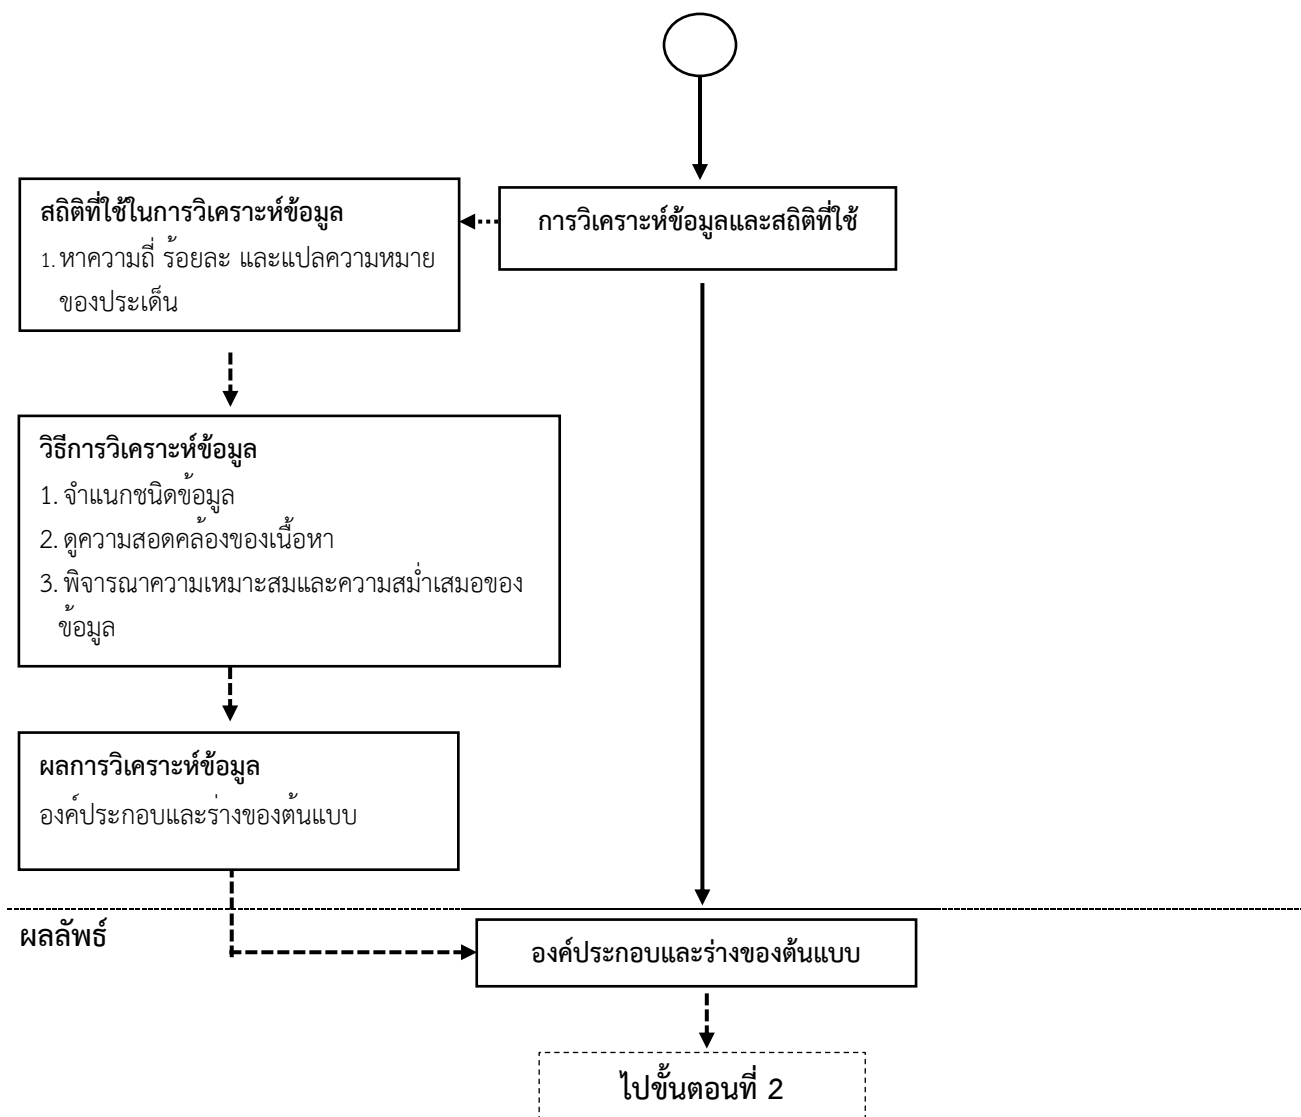 สถิติที่ใช้ในการวิเคราะห์ข้อมูล
1. หาความถี่ ร้อยละ และแปลความหมาย
ของประเด็น
การวิเคราะห์ข้อมูลและสถิติที่ใช้
วิธีการวิเคราะห์ข้อมูล
1. จำแนกชนิดข้อมูล
2. ดูความสอดคล้องของเนื้อหา
3. พิจารณาความเหมาะสมและความสม่ำเสมอของ
ข้อมูล
ผลการวิเคราะห์ข้อมูล
องค์ประกอบและร่างของต้นแบบ
ผลลัพธ์
องค์ประกอบและร่างของต้นแบบ
ไปขั้นตอนที่ 2